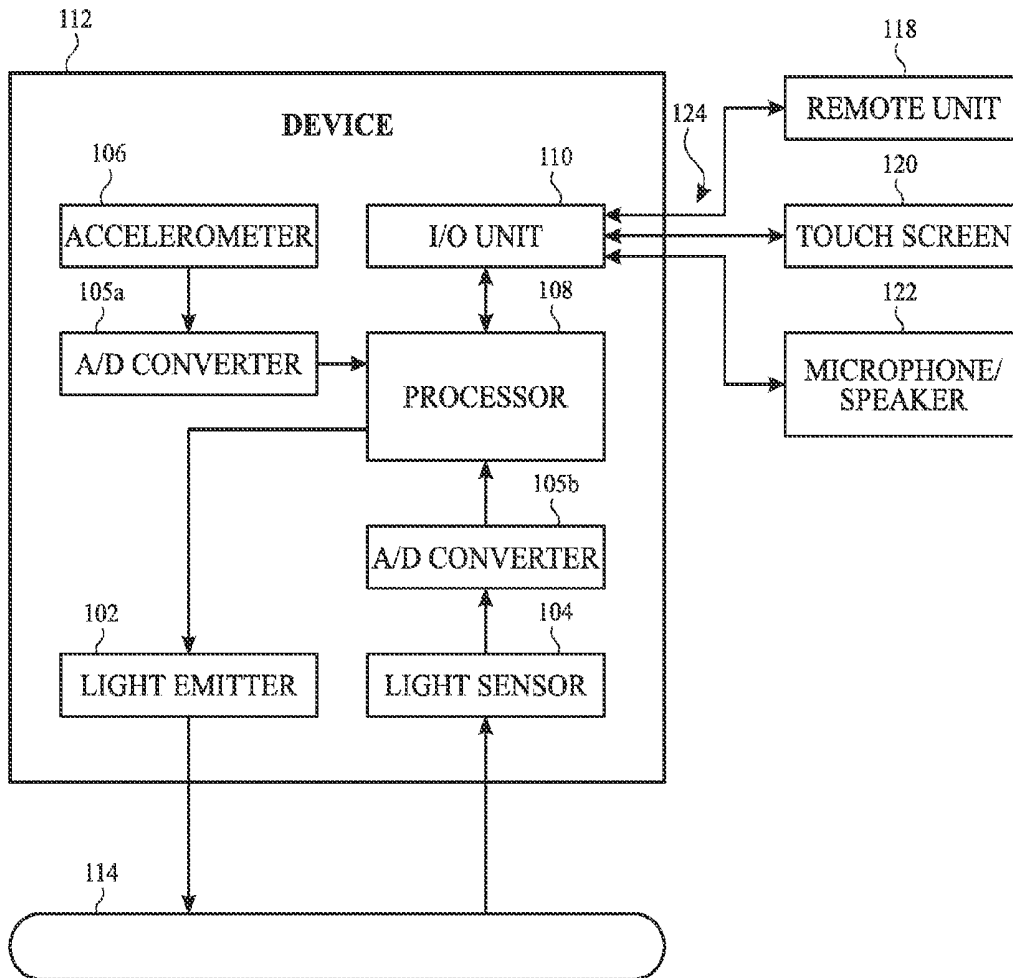 112
118
DEVICE
124
REMOTE UNIT
106
110
120
ACCELEROMETER
I/O UNIT
TOUCH SCREEN
105a
108
122
A/D CONVERTER
PROCESSOR
MICROPHONE/
SPEAKER
105b
A/D CONVERTER
102
104
LIGHT EMITTER
LIGHT SENSOR
114